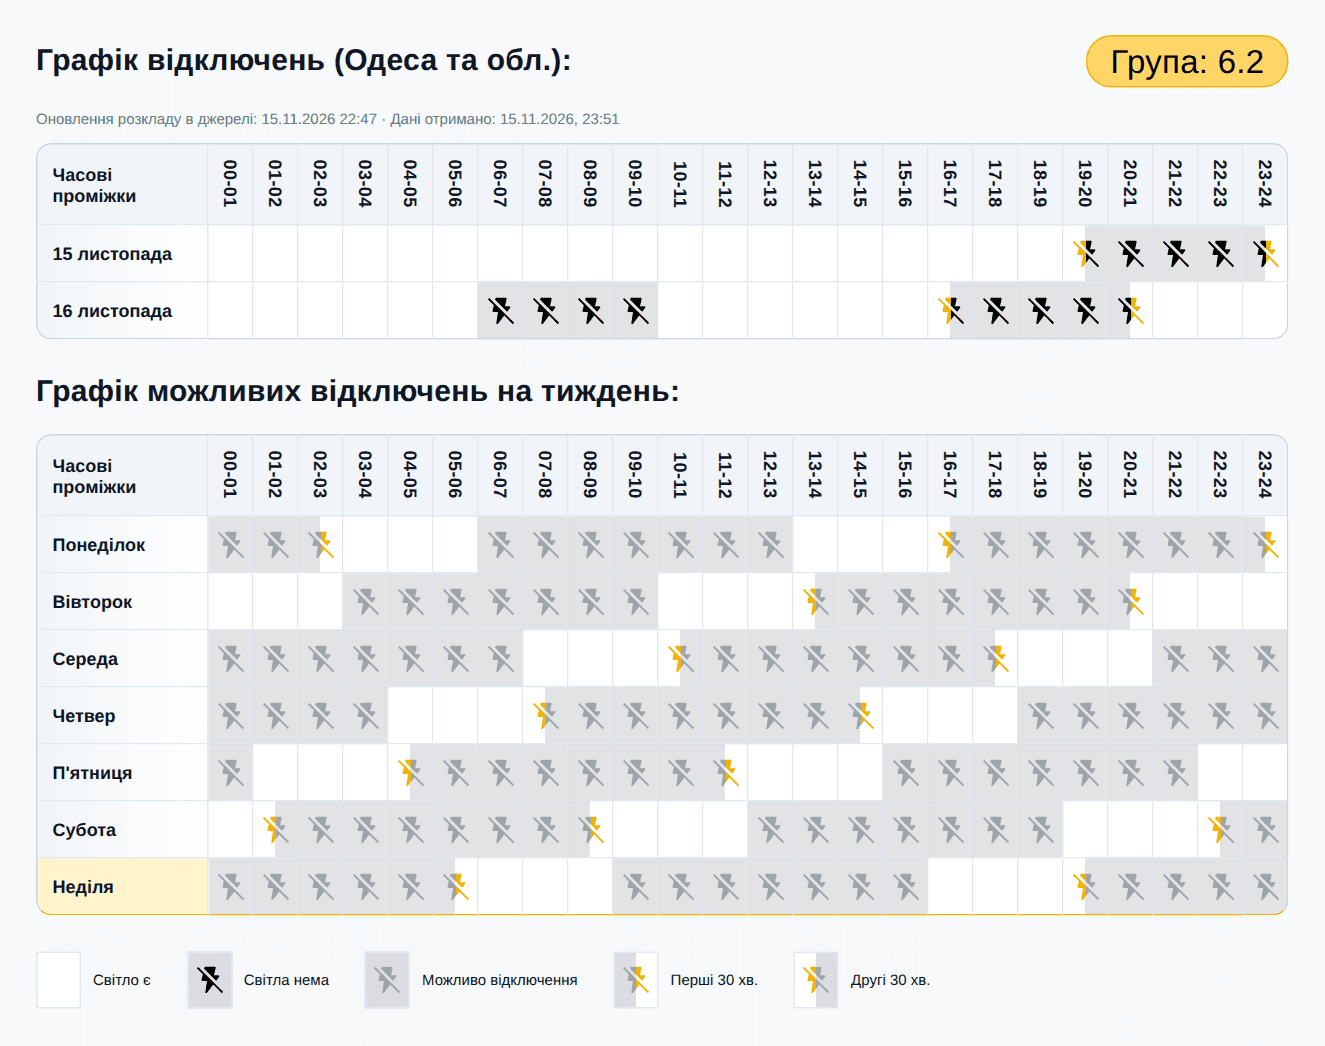 Графік відключень (Одеса та обл.):
Група: 6.2
Оновлення розкладу в джерелі: 15.11.2026 22:47 · Дані отримано: 15.11.2026, 23:51
Часові проміжки 00-01 01-02 02-03 03-04 04-05 05-06 06-07 07-08 08-09 09-10 10-11 11-12 12-13 13-14 14-15 15-16 16-17 17-18 18-19 19-20 20-21 21-22 22-23 23-24
15 листопада
16 листопада
Графік можливих відключень на тиждень:
Часові проміжки 00-01 01-02 02-03 03-04 04-05 05-06 06-07 07-08 08-09 09-10 10-11 11-12 12-13 13-14 14-15 15-16 16-17 17-18 18-19 19-20 20-21 21-22 22-23 23-24
Понеділок
Вівторок
Середа
Четвер
П'ятниця
Субота
Неділя
Світло є Світла нема Можливо відключення Перші 30 хв. Другі 30 хв.